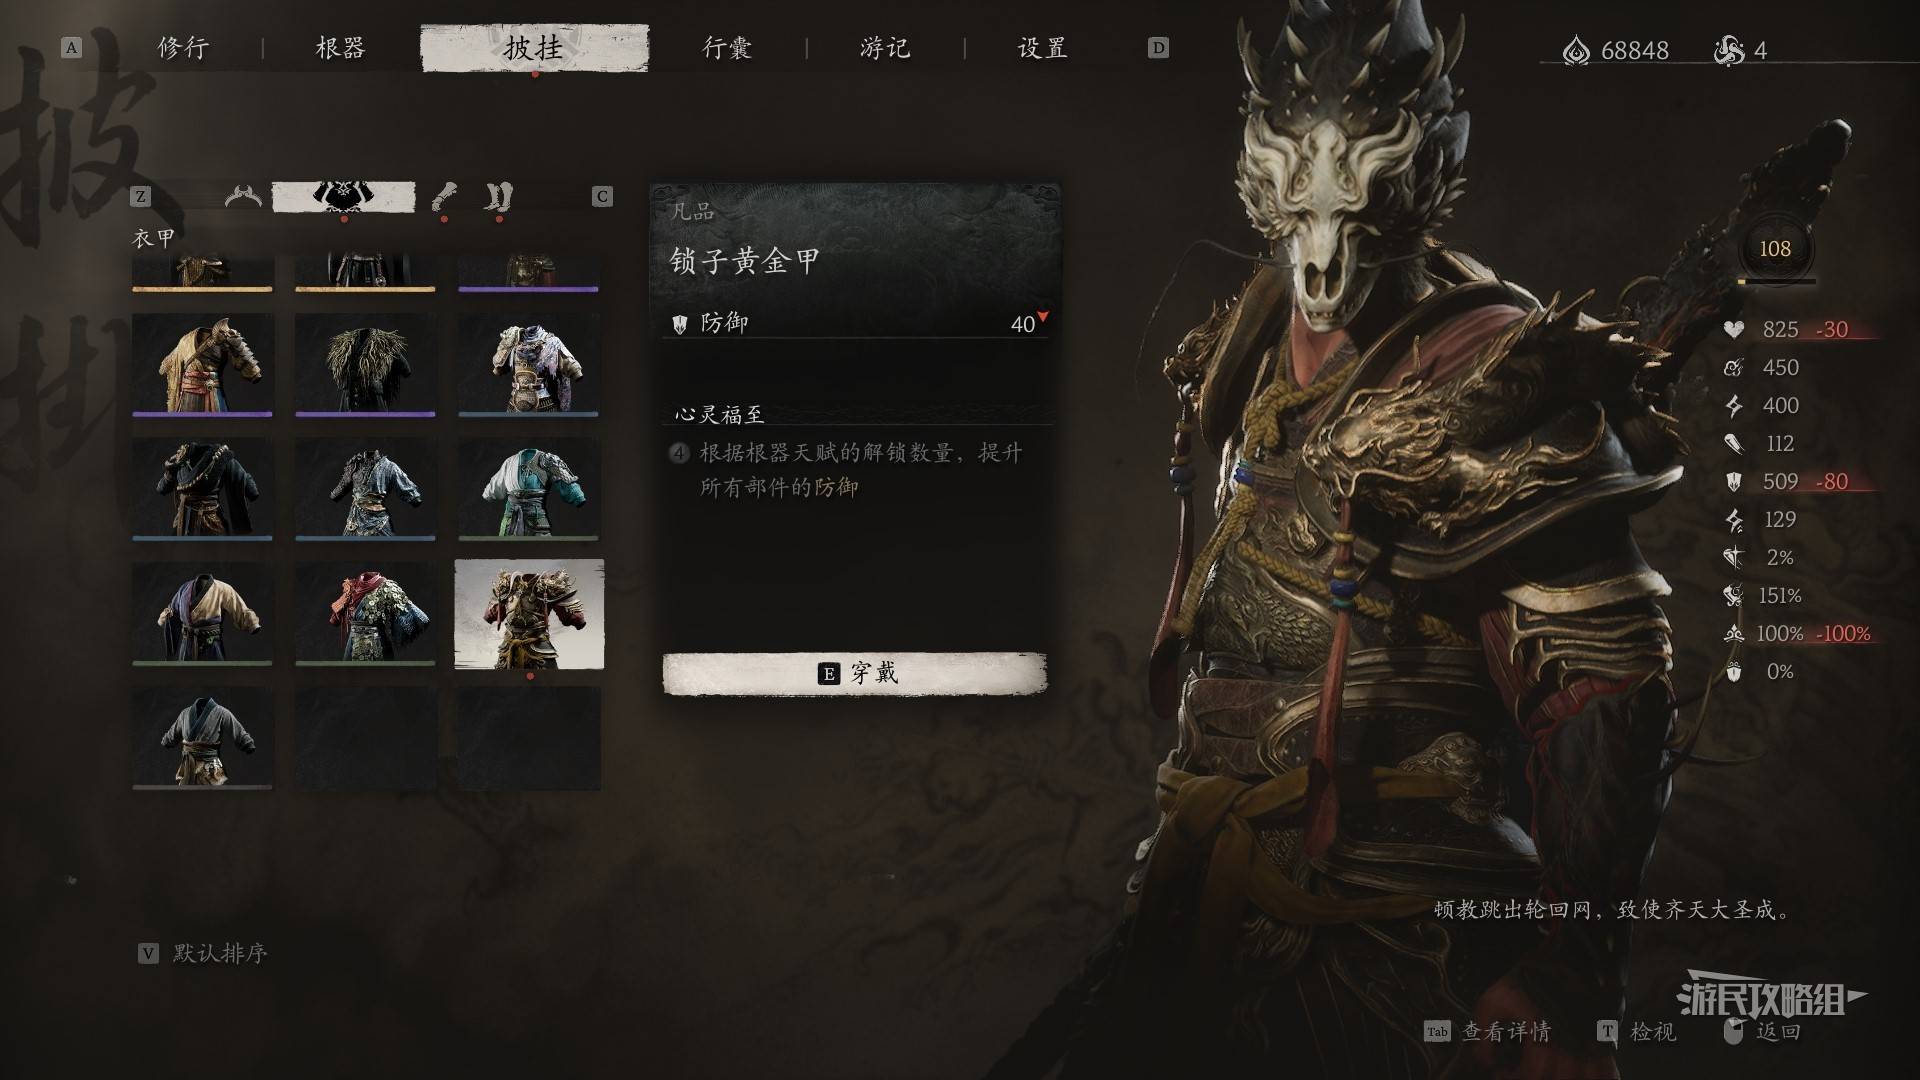 A 修行 根器 披挂 行囊 游记 设置 D 68848 4
披挂
Z C
衣甲
凡品
锁子黄金甲
防御 40
心灵福至
4 根据根器天赋的解锁数量，提升
所有部件的防御
E 穿戴
108
825 -30
450
400
112
509 -80
129
2%
151%
100% -100%
0%
顿教跳出轮回网，致使齐天大圣成。
V 默认排序
游民攻略组
Tab 查看详情 T 检视 返回